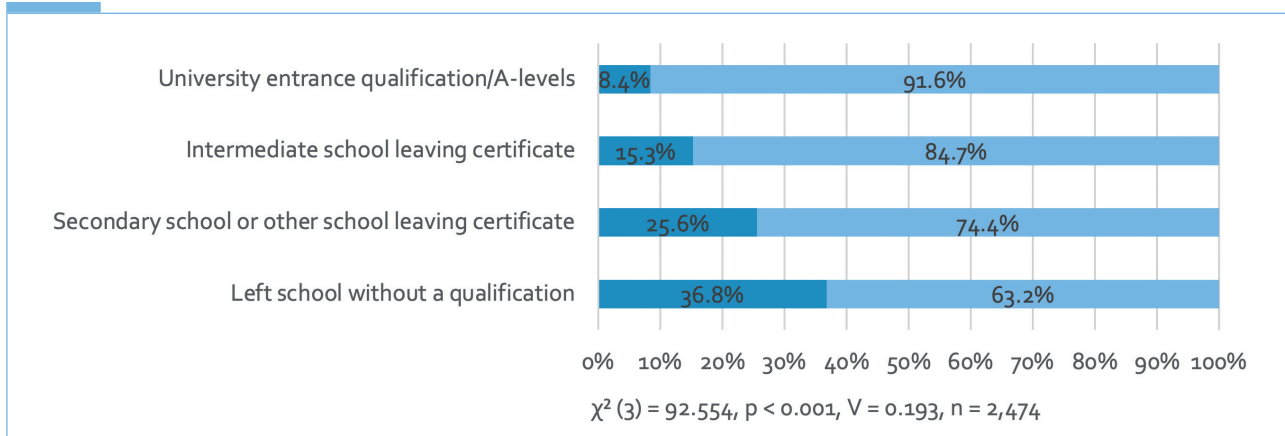 University entrance qualification/A-levels 8.4% 91.6%
Intermediate school leaving certificate 15.3% 84.7%
Secondary school or other school leaving certificate 25.6% 74.4%
Left school without a qualification 36.8% 63.2%
0% 10% 20% 30% 40% 50% 60% 70% 80% 90% 100%
χ² (3) = 92.554, p < 0.001, V = 0.193, n = 2,474